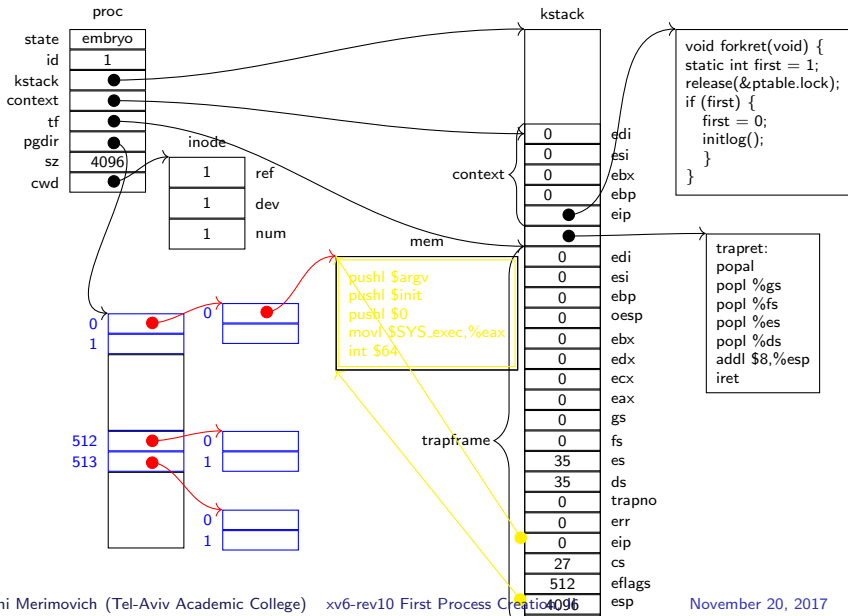 proc
state embryo
id 1
kstack
context
tf
pgdir
sz 4096
cwd
inode
1 ref
1 dev
1 num
0
1
512
513
0
0
1
0
1
mem
pushl $argv
pushl $init
pushl $0
movl $SYS_exec,%eax
int $64
kstack
context
0 edi
0 esi
0 ebx
0 ebp
eip
trapframe
0 edi
0 esi
0 ebp
0 oesp
0 ebx
0 edx
0 ecx
0 eax
0 gs
0 fs
35 es
35 ds
0 trapno
0 err
0 eip
27 cs
512 eflags
4096 esp
void forkret(void) {
static int first = 1;
release(&ptable.lock);
if (first) {
first = 0;
initlog();
}
}
trapret:
popal
popl %gs
popl %fs
popl %es
popl %ds
addl $8,%esp
iret
Merimovich (Tel-Aviv Academic College) xv6-rev10 First Process November 20, 2017